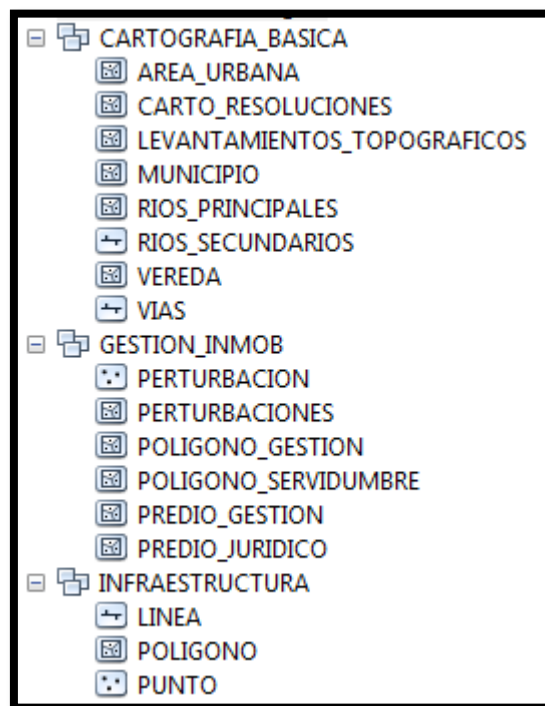 CARTOGRAFIA_BASICA
AREA_URBANA
CARTO_RESOLUCIONES
LEVANTAMIENTOS_TOPOGRAFICOS
MUNICIPIO
RIOS_PRINCIPALES
RIOS_SECUNDARIOS
VEREDA
VIAS
GESTION_INMOB
PERTURBACION
PERTURBACIONES
POLIGONO_GESTION
POLIGONO_SERVIDUMBRE
PREDIO_GESTION
PREDIO_JURIDICO
INFRAESTRUCTURA
LINEA
POLIGONO
PUNTO